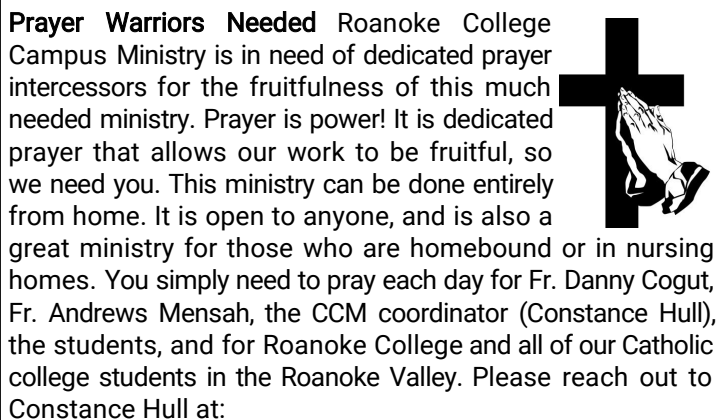 Prayer Warriors Needed Roanoke College
Campus Ministry is in need of dedicated prayer
intercessors for the fruitfulness of this much
needed ministry. Prayer is power! It is dedicated
prayer that allows our work to be fruitful, so
we need you. This ministry can be done entirely
from home. It is open to anyone, and is also a
great ministry for those who are homebound or in nursing
homes. You simply need to pray each day for Fr. Danny Cogut,
Fr. Andrews Mensah, the CCM coordinator (Constance Hull),
the students, and for Roanoke College and all of our Catholic
college students in the Roanoke Valley. Please reach out to
Constance Hull at: